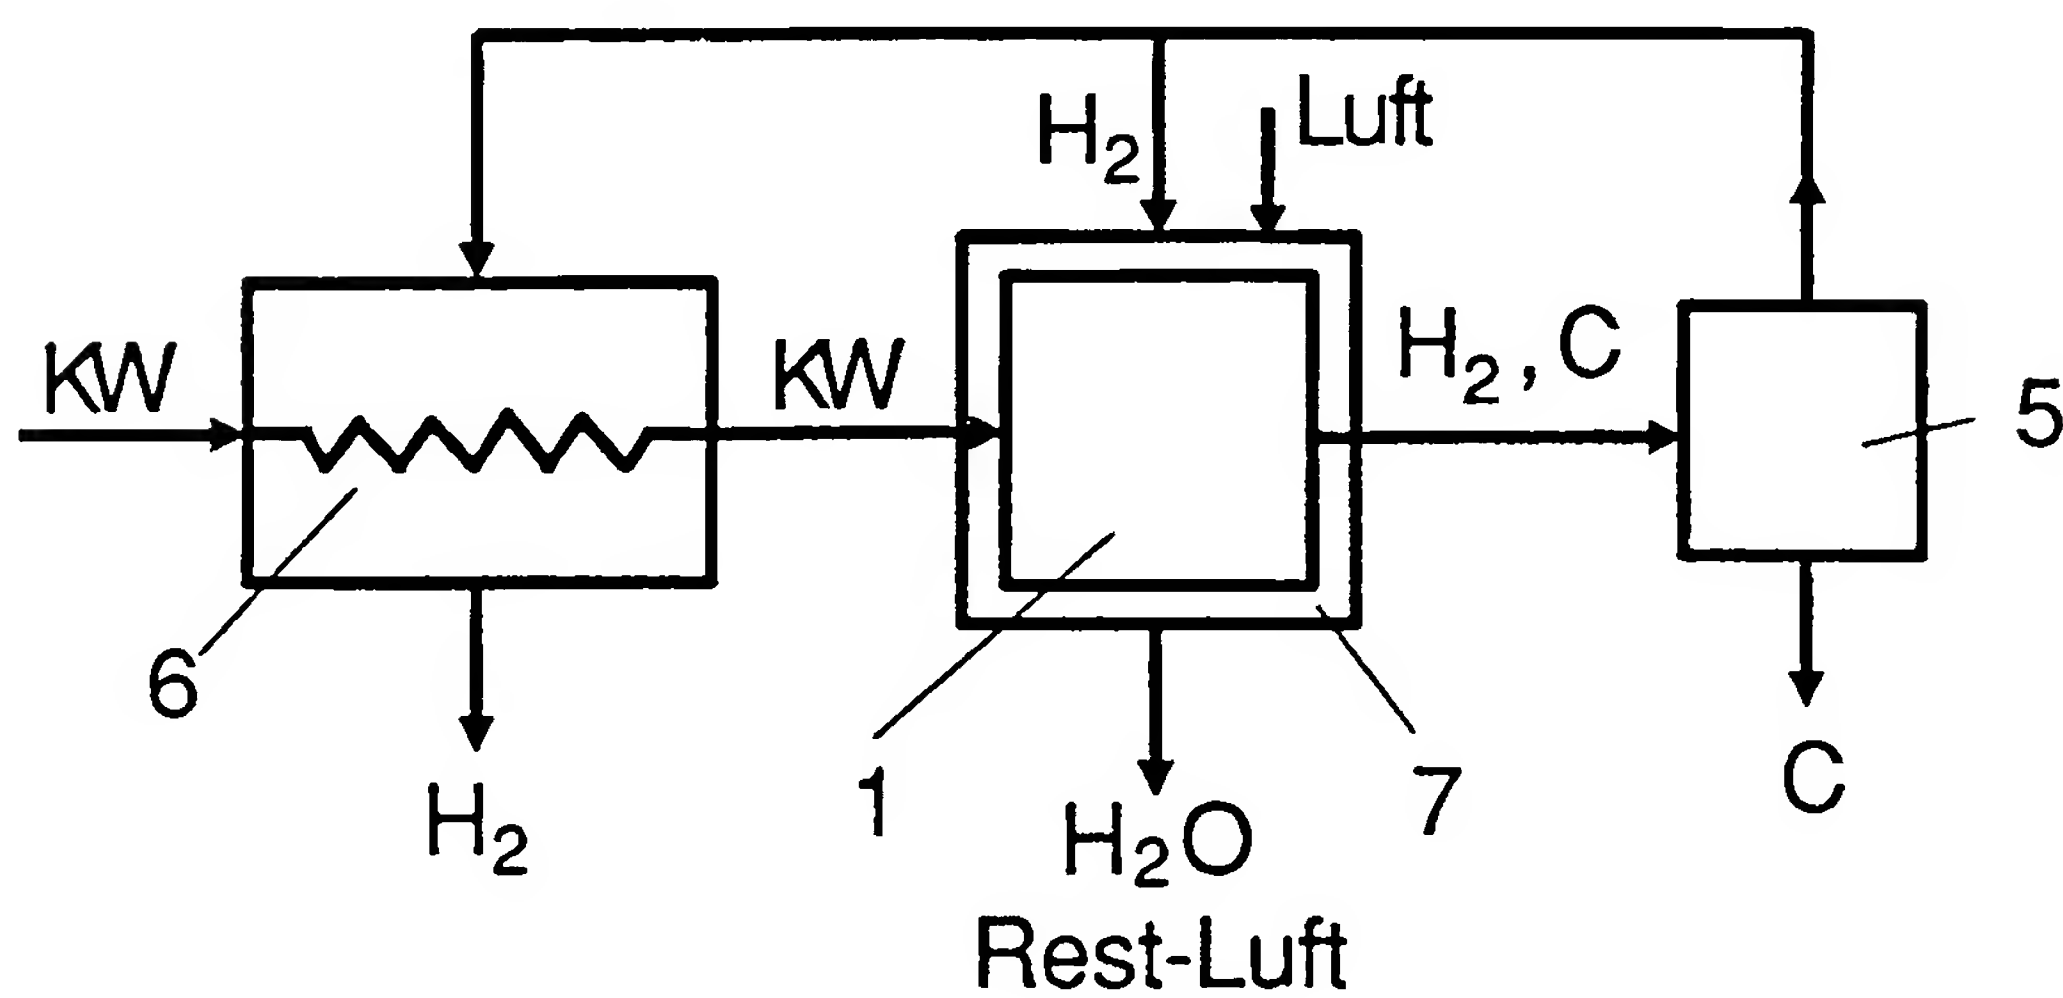 H₂
Luft
KW
KW
H₂, C
5
6
1
7
H₂
H₂O
Rest-Luft
C